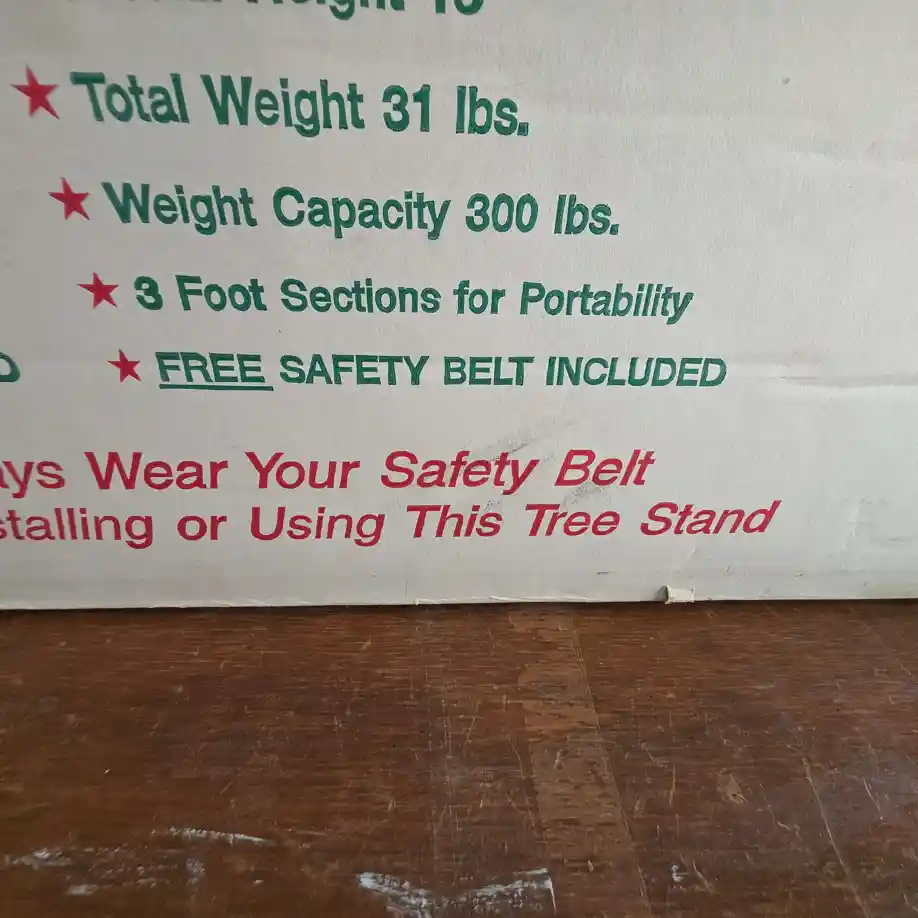 ★ Total Weight 31 lbs.
★ Weight Capacity 300 lbs.
★ 3 Foot Sections for Portability
★ FREE SAFETY BELT INCLUDED
Wear Your Safety Belt
or Using This Tree Stand